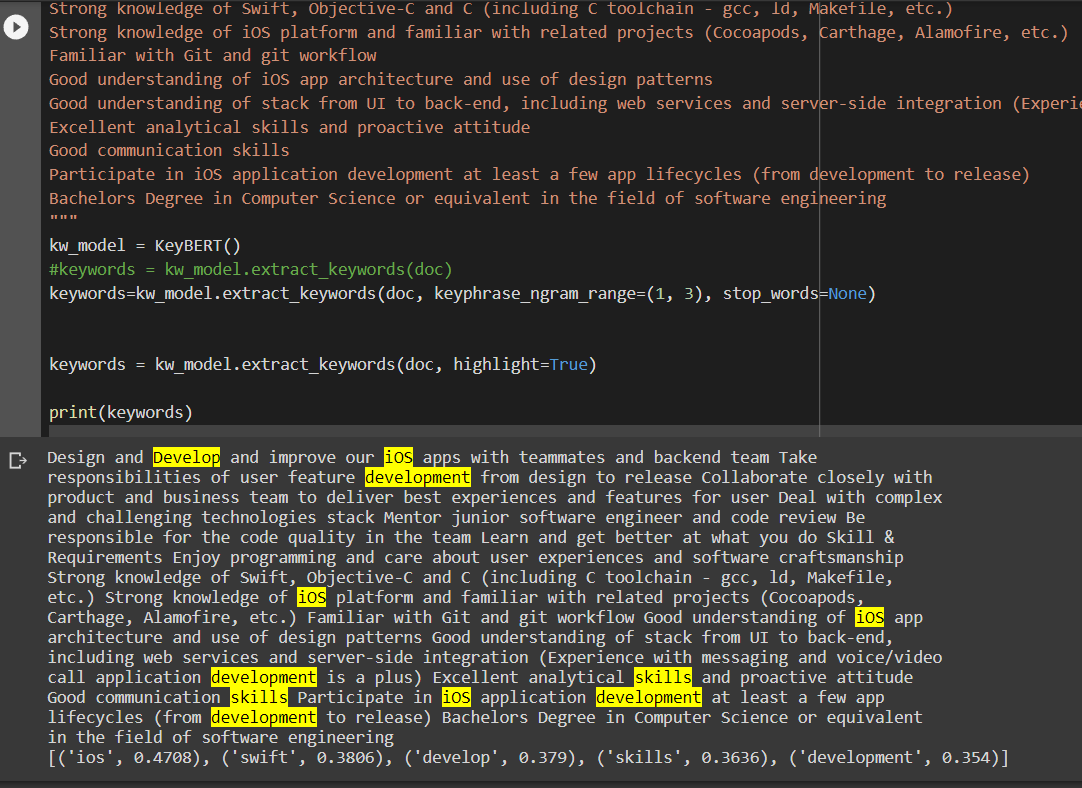 Strong knowledge of Swift, Objective-C and C (including C toolchain - gcc, ld, Makefile, etc.)
Strong knowledge of iOS platform and familiar with related projects (Cocoapods, Carthage, Alamofire, etc.)
Familiar with Git and git workflow
Good understanding of iOS app architecture and use of design patterns
Good understanding of stack from UI to back-end, including web services and server-side integration (Experie
Excellent analytical skills and proactive attitude
Good communication skills
Participate in iOS application development at least a few app lifecycles (from development to release)
Bachelors Degree in Computer Science or equivalent in the field of software engineering
"""
kw_model = KeyBERT()
#keywords = kw_model.extract_keywords(doc)
keywords=kw_model.extract_keywords(doc, keyphrase_ngram_range=(1, 3), stop_words=None)
keywords = kw_model.extract_keywords(doc, highlight=True)
print(keywords)
Design and Develop and improve our iOS apps with teammates and backend team Take
responsibilities of user feature development from design to release Collaborate closely with
product and business team to deliver best experiences and features for user Deal with complex
and challenging technologies stack Mentor junior software engineer and code review Be
responsible for the code quality in the team Learn and get better at what you do Skill &
Requirements Enjoy programming and care about user experiences and software craftsmanship
Strong knowledge of Swift, Objective-C and C (including C toolchain - gcc, ld, Makefile,
etc.) Strong knowledge of iOS platform and familiar with related projects (Cocoapods,
Carthage, Alamofire, etc.) Familiar with Git and git workflow Good understanding of iOS app
architecture and use of design patterns Good understanding of stack from UI to back-end,
including web services and server-side integration (Experience with messaging and voice/video
call application development is a plus) Excellent analytical skills and proactive attitude
Good communication skills Participate in iOS application development at least a few app
lifecycles (from development to release) Bachelors Degree in Computer Science or equivalent
in the field of software engineering
[('ios', 0.4708), ('swift', 0.3806), ('develop', 0.379), ('skills', 0.3636), ('development', 0.354)]